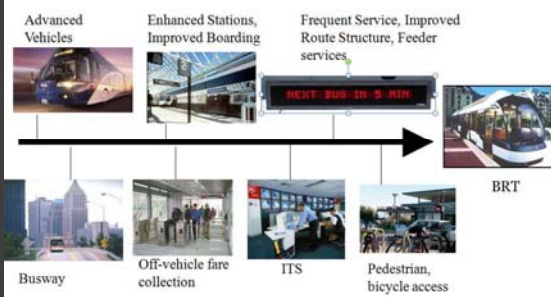 Advanced
Vehicles
Enhanced Stations,
Improved Boarding
Frequent Service, Improved
Route Structure, Feeder
services
NEXT BUG IN 5 MIN
BRT
Busway
Off-vehicle fare
collection
ITS
Pedestrian,
bicycle access